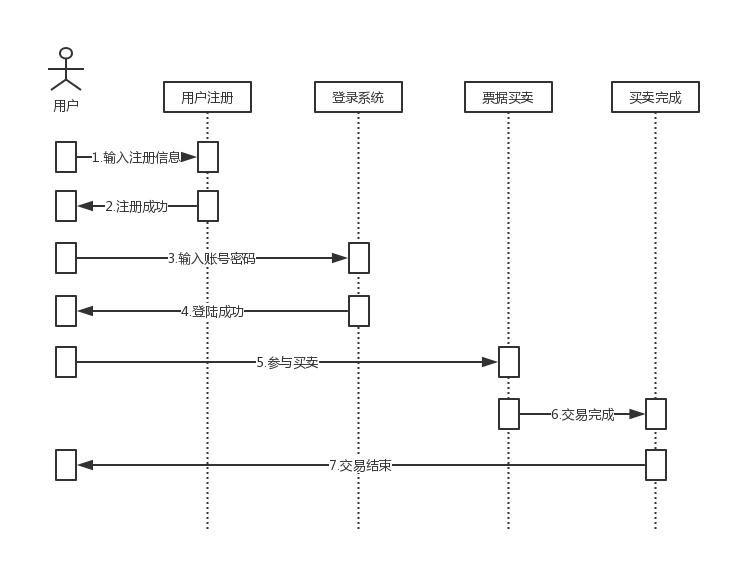 用户
用户注册
登录系统
票据买卖
买卖完成
1.输入注册信息
2.注册成功
3.输入账号密码
4.登陆成功
5.参与买卖
6.交易完成
7.交易结束